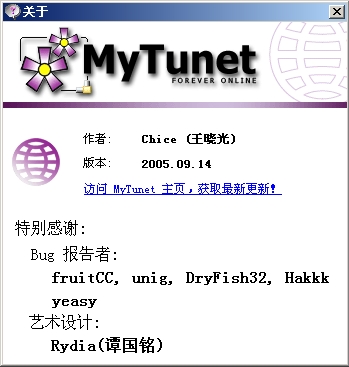 关于
MyTunet
FOREVER ONLINE
作者: Chice (王晓光)
版本: 2005.09.14
访问 MyTunet 主页，获取最新更新!
特别感谢:
Bug 报告者:
fruitCC, unig, DryFish32, Hakkk
yeasy
艺术设计:
Rydia(谭国铭)